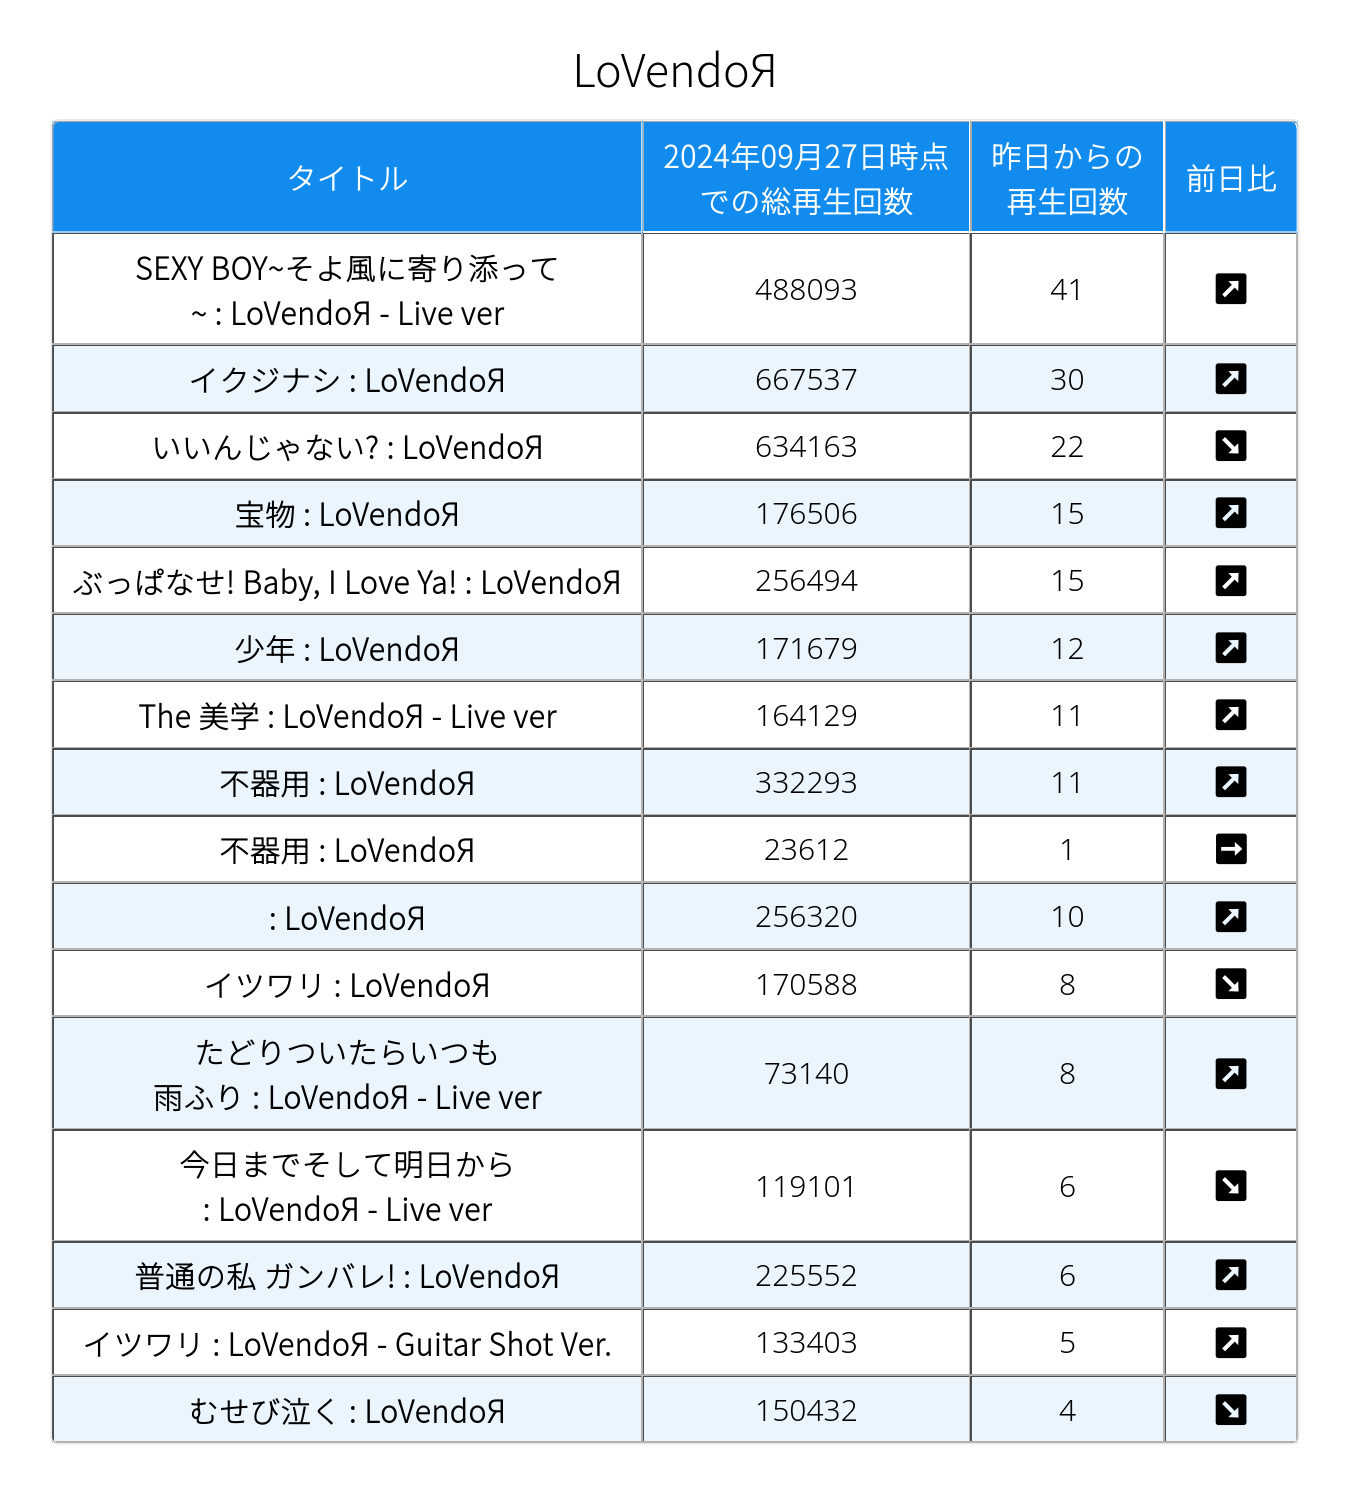 LoVendoЯ
タイトル
2024年09月27日時点
での総再生回数
昨日からの
再生回数
前日比
SEXY BOY~そよ風に寄り添って
~ : LoVendoЯ - Live ver
488093
41
イクジナシ : LoVendoЯ
667537
30
いいんじゃない? : LoVendoЯ
634163
22
宝物 : LoVendoЯ
176506
15
ぶっぱなせ! Baby, I Love Ya! : LoVendoЯ
256494
15
少年 : LoVendoЯ
171679
12
The 美学 : LoVendoЯ - Live ver
164129
11
不器用 : LoVendoЯ
332293
11
不器用 : LoVendoЯ
23612
1
: LoVendoЯ
256320
10
イツワリ : LoVendoЯ
170588
8
たどりついたらいつも
雨ふり : LoVendoЯ - Live ver
73140
8
今日までそして明日から
: LoVendoЯ - Live ver
119101
6
普通の私 ガンバレ! : LoVendoЯ
225552
6
イツワリ : LoVendoЯ - Guitar Shot Ver.
133403
5
むせび泣く : LoVendoЯ
150432
4